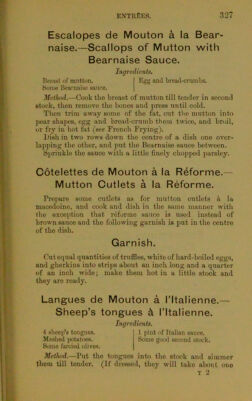 ENTRÉES. 327
Escalopes de Mouton à la Bear-
naise.—Scallops of Mutton with
Bearnaise Sauce.
Ingredients.
Breast of mutton.
Some Bearnaise sauce.
Egg and bread-crumbs.
Method.—Cook the breast of mutton till tender in second
stock, then remove the bones and press until cold.
Then trim away some of the fat, cut the mutton into
pear shapes, egg and bread-crumb them twice, and broil,
or fry in hot fat (see French Frying).
Dish in two rows down the centre of a dish one over-
lapping the other, and put the Bearnaise sauce between.
Sprinkle the sauce with a little finely chopped parsley.
Côtelettes de Mouton à la Réforme.—
Mutton Cutlets à la Réforme.
Prepare some cutlets as for mutton cutlets à la
macedoine, and cook and dish in the same manner with
the exception that réforme sauce is used instead of
brown sauce and the following garnish is put in the centre
of the dish.
Garnish.
Cut equal quantities of truffles, white of hard-boiled eggs,
and gherkins into strips about an inch long and a quarter
of an inch wide; make them hot in a little stock and
they are ready.
Langues de Mouton à l'Italienne.—
Sheep's tongues à l'Italienne.
Ingredients.
4 sheep's tongues.
Mashed potatoes.
Some farcied olives.
1 pint of Italian sauce.
Some good second stock.
Method.—Put the tongues into the stock and simmer
them till tender. (If dressed, they will take about one
Y 2